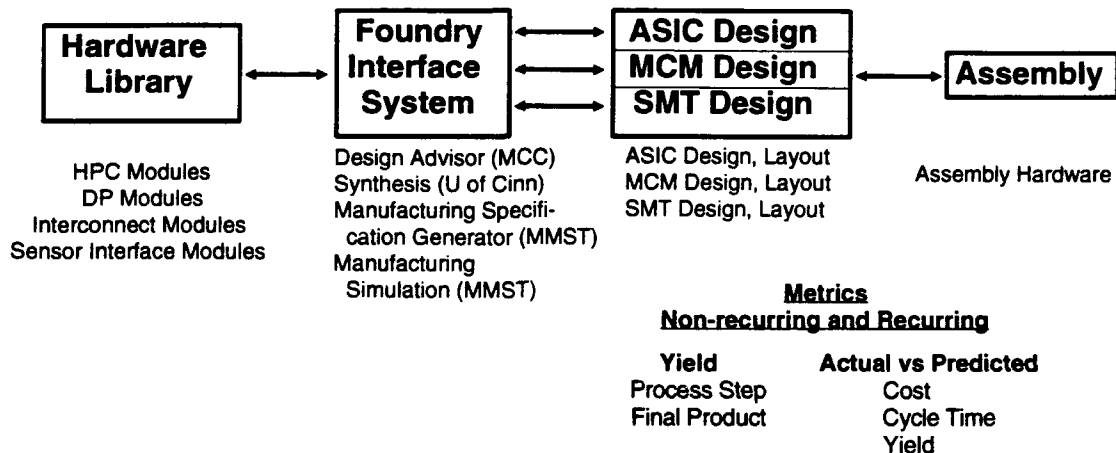 Hardware
Library
Foundry
Interface
System
ASIC Design
MCM Design
SMT Design
Assembly
HPC Modules
DP Modules
Interconnect Modules
Sensor Interface Modules
Design Advisor (MCC)
Synthesis (U of Cinn)
Manufacturing Specifi-
cation Generator (MMST)
Manufacturing
Simulation (MMST)
ASIC Design, Layout
MCM Design, Layout
SMT Design, Layout
Assembly Hardware
Metrics
Non-recurring and Recurring
Yield
Process Step
Final Product
Actual vs Predicted
Cost
Cycle Time
Yield